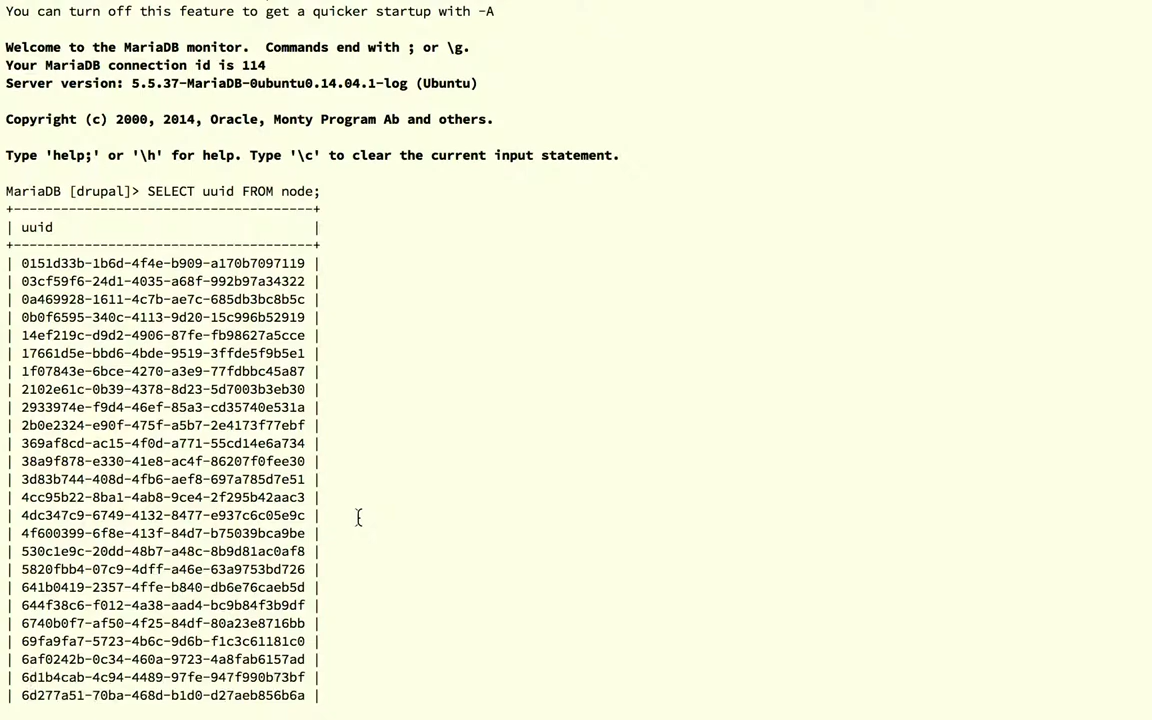 You can turn off this feature to get a quicker startup with -A
Welcome to the MariaDB monitor.  Commands end with ; or \g.
Your MariaDB connection id is 114
Server version: 5.5.37-MariaDB-0ubuntu0.14.04.1-log (Ubuntu)
Copyright (c) 2000, 2014, Oracle, Monty Program Ab and others.
Type 'help;' or '\h' for help. Type '\c' to clear the current input statement.
MariaDB [drupal]> SELECT uuid FROM node;
+--------------------------------------+
| uuid                                 |
+--------------------------------------+
| 0151d33b-1b6d-4f4e-b909-a170b7097119 |
| 03cf59f6-24d1-4035-a68f-992b97a34322 |
| 0a469928-1611-4c7b-ae7c-685db3bc8b5c |
| 0b0f6595-340c-4113-9d20-15c996b52919 |
| 14ef219c-d9d2-4906-87fe-fb98627a5cce |
| 17661d5e-bbd6-4bde-9519-3ffde5f9b5e1 |
| 1f07843e-6bce-4270-a3e9-77fdbbc45a87 |
| 2102e61c-0b39-4378-8d23-5d7003b3eb30 |
| 2933974e-f9d4-46ef-85a3-cd35740e531a |
| 2b0e2324-e90f-475f-a5b7-2e4173f77ebf |
| 369af8cd-ac15-4f0d-a771-55cd14e6a734 |
| 38a9f878-e330-41e8-ac4f-86207f0fee30 |
| 3d83b744-408d-4fb6-aef8-697a785d7e51 |
| 4cc95b22-8ba1-4ab8-9ce4-2f295b42aac3 |
| 4dc347c9-6749-4132-8477-e937c6c05e9c |
| 4f600399-6f8e-413f-84d7-b75039bca9be |
| 530c1e9c-20dd-48b7-a48c-8b9d81ac0af8 |
| 5820fbb4-07c9-4dff-a46e-63a9753bd726 |
| 641b0419-2357-4ffe-b840-db6e76caeb5d |
| 644f38c6-f012-4a38-aad4-bc9b84f3b9df |
| 6740b0f7-af50-4f25-84df-80a23e8716bb |
| 69fa9fa7-5723-4b6c-9d6b-f1c3c61181c0 |
| 6af0242b-0c34-460a-9723-4a8fab6157ad |
| 6d1b4cab-4c94-4489-97fe-947f990b73bf |
| 6d277a51-70ba-468d-b1d0-d27aeb856b6a |